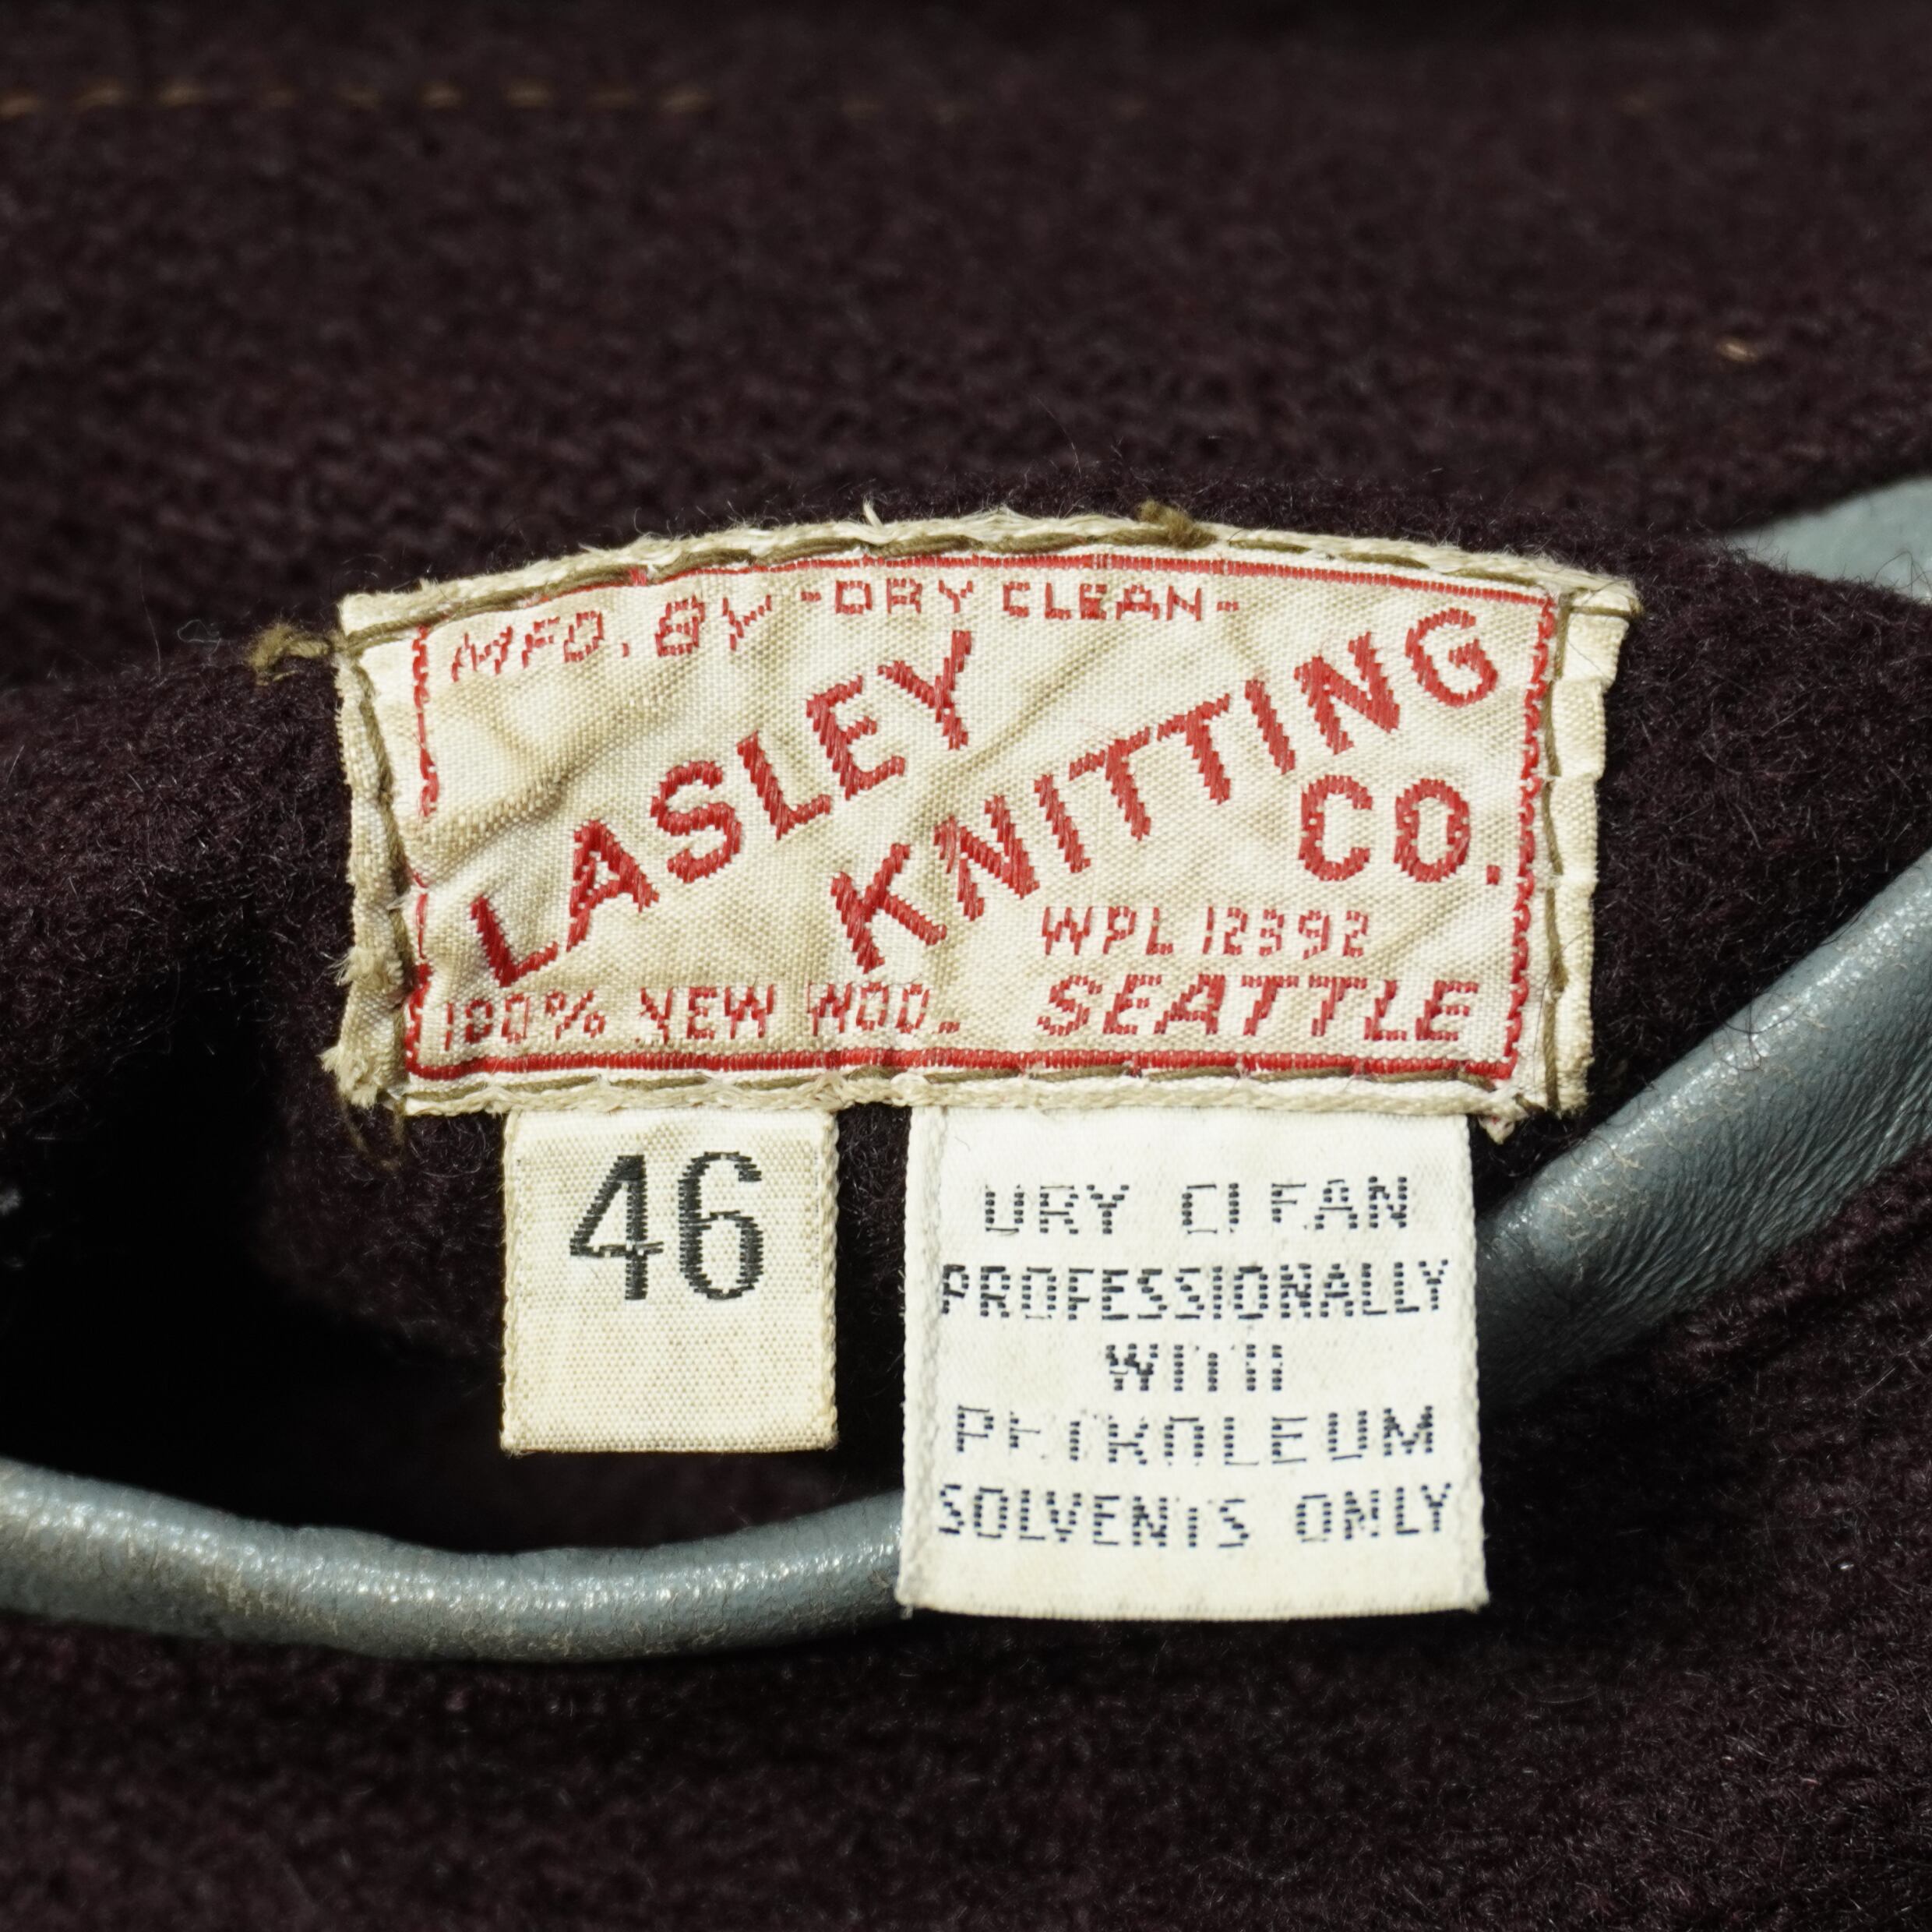 MFD. BY -DRY CLEAN-
LASLEY
KNITTING
CO.
WPL 12392
100% NEW WOOL SEATTLE
46
DRY CLEAN
PROFESSIONALLY
WITH
PETROLEUM
SOLVENTS ONLY